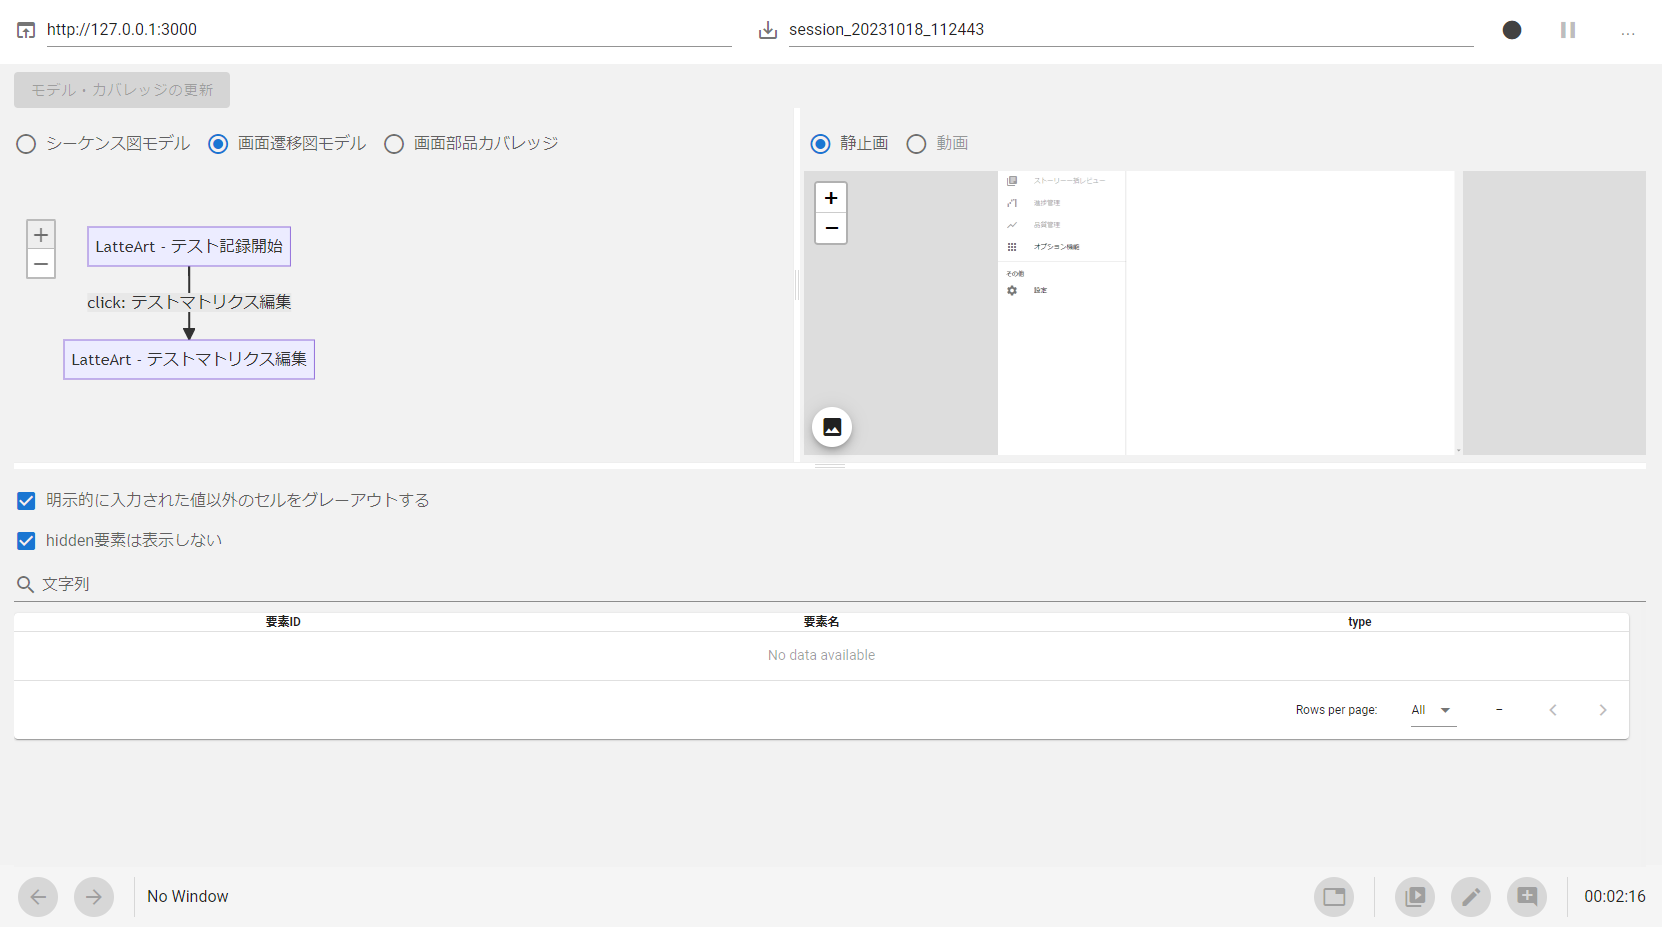 http://127.0.0.1:3000
session_20231018_112443
...
モデル・カバレッジの更新
シーケンス図モデル
画面遷移図モデル
画面部品カバレッジ
静止画
動画
+
−
LatteArt - テスト記録開始
click: テストマトリクス編集
LatteArt - テストマトリクス編集
+
−
ストーリー一覧レビュー
進捗管理
品質管理
オプション機能
その他
設定
明示的に入力された値以外のセルをグレーアウトする
hidden要素は表示しない
文字列
要素ID 要素名 type
No data available
Rows per page: All –
No Window
00:02:16